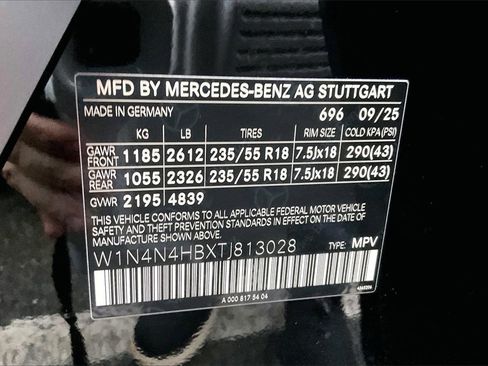 MFD BY MERCEDES-BENZ AG STUTTGART
MADE IN GERMANY 696 09/25
KG LB TIRES RIM SIZE COLD KPA (PSI)
GAWR FRONT 1185 2612 235/55 R18 7.5Jx18 290(43)
GAWR REAR 1055 2326 235/55 R18 7.5Jx18 290(43)
GVWR 2195 4839
THIS VEHICLE CONFORMS TO ALL APPLICABLE FEDERAL MOTOR VEHICLE
SAFETY AND THEFT PREVENTION STANDARDS IN EFFECT ON THE DATE
OF MANUFACTURE SHOWN ABOVE.
W1N4N4HBXTJ813028 TYPE: MPV
A 000 817 54 04